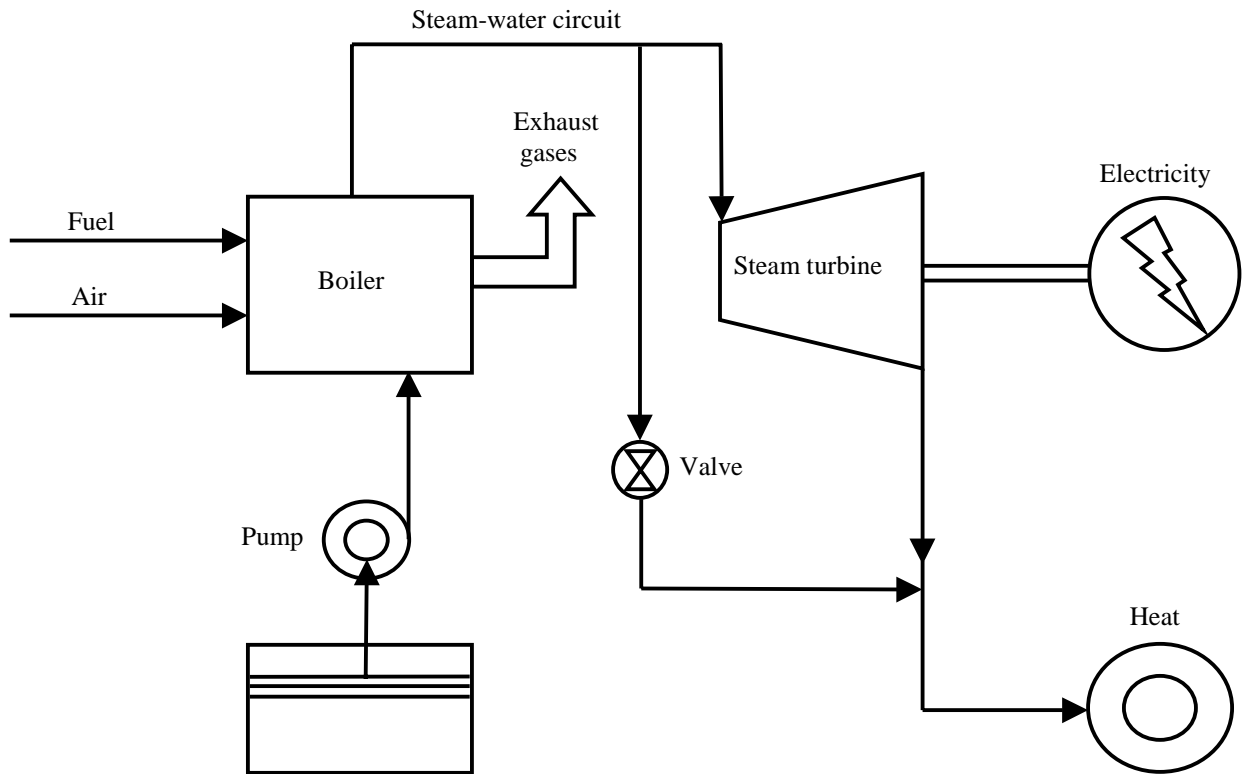 Steam-water circuit
Exhaust
gases
Electricity
Fuel
Steam turbine
Boiler
Air
Valve
Pump
Heat